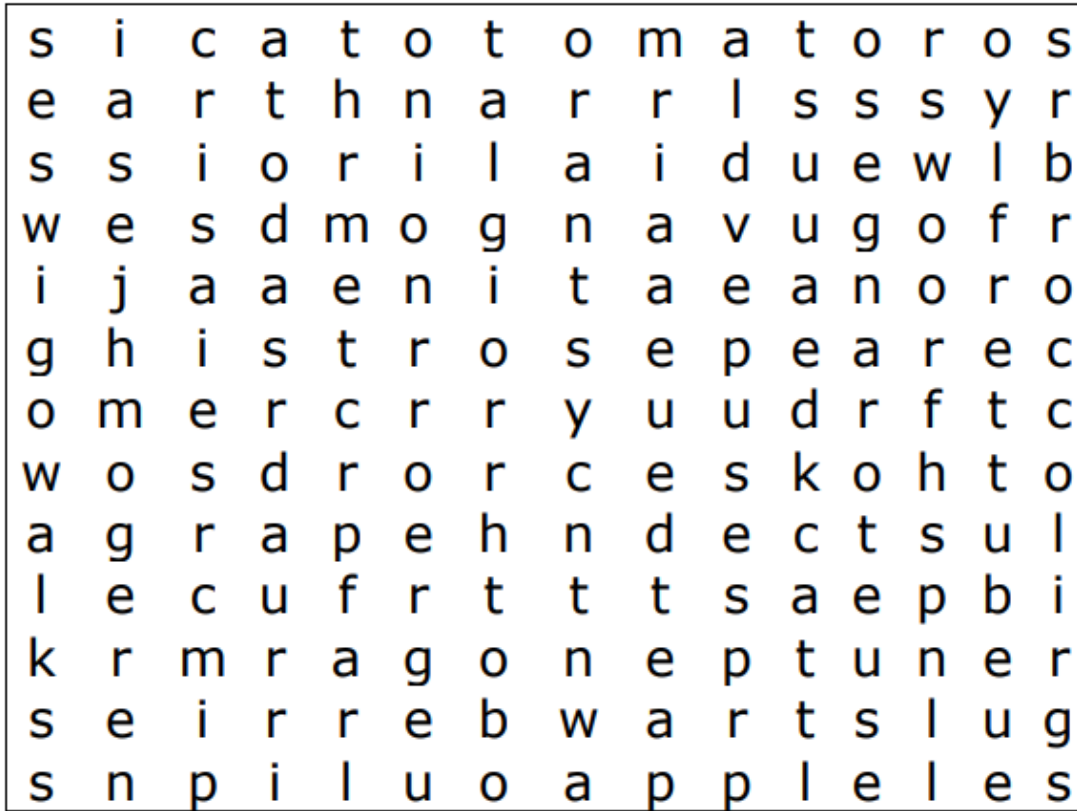 s i c a t o t o m a t o r o s
e a r t h n a r r l s s s y r
s s i o r i l a i d u e w l b
w e s d m o g n a v u g o f r
i j a a e n i t a e a n o r o
g h i s t r o s e p e a r e c
o m e r c r r y u u d r f t c
w o s d r o r c e s k o h t o
a g r a p e h n d e c t s u l
l e c u f r t t t s a e p b i
k r m r a g o n e p t u n e r
s e i r r e b w a r t s l u g
s n p i l u o a p p l e l e s